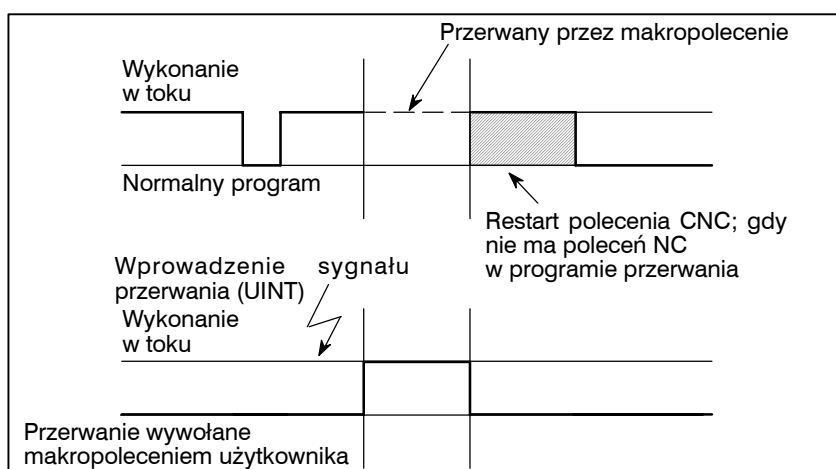 Przerwany przez makropolecenie
Wykonanie
w toku
Normalny program
Restart polecenia CNC; gdy
nie ma poleceń NC
w programie przerwania
Wprowadzenie sygnału
przerwania (UINT)
Wykonanie
w toku
Przerwanie wywołane
makropoleceniem użytkownika